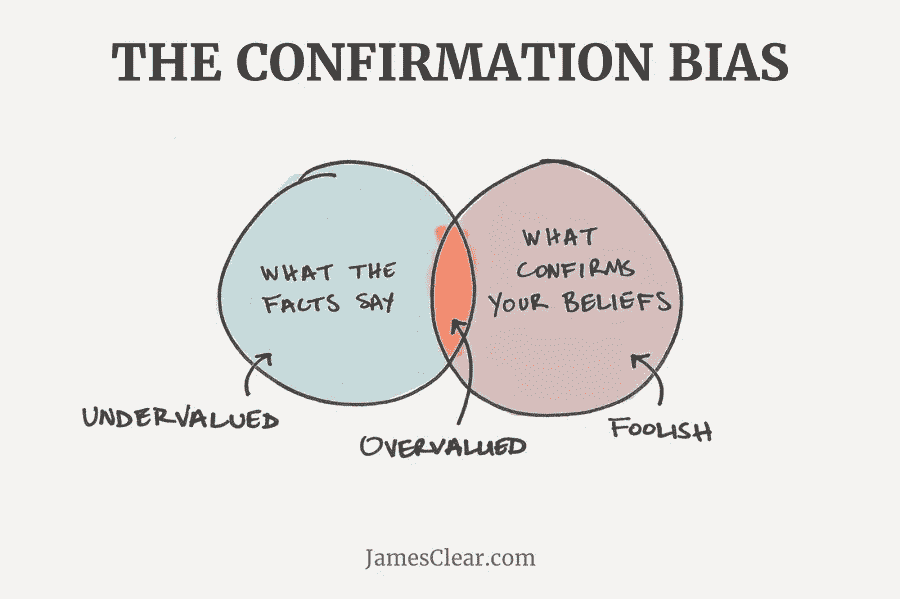 THE CONFIRMATION BIAS
WHAT THE
FACTS SAY
WHAT
CONFIRMS
YOUR BELIEFS
UNDERVALUED
OVERVALUED
FOOLISH
JamesClear.com